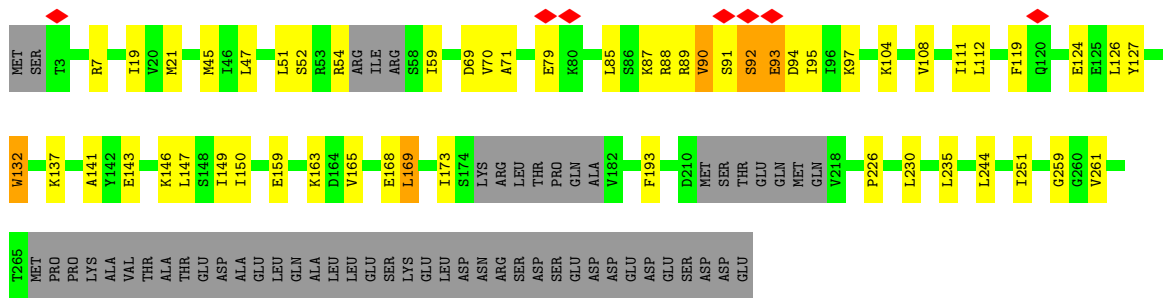 MET SER T3 R7 I19 V20 M21 M45 I46 L47 L51 S52 R53 R54 ARG ILE ARG S58 I59 D69 V70 A71 E79 K80 L85 S86 K87 R88 R89 V90 S91 S92 E93 D94 I95 I96 K97 K104 V108 I111 L112 F119 Q120 E124 E125 L126 Y127
W132 K137 A141 Y142 E143 K146 L147 S148 I149 I150 E159 K163 D164 V165 E168 L169 I173 S174 LYS ARG LEU THR PRO GLN ALA V182 F193 D210 MET SER THR GLU GLN MET GLN V218 P226 L230 L235 L244 I251 G259 G260 V261
T265 MET PRO PRO LYS ALA VAL THR ALA THR GLU ASP ALA GLU LEU GLN ALA LEU LEU GLU SER LYS GLU LEU ASP ASN ARG SER ASP SER GLU ASP ASP GLU ASP GLU SER ASP ASP GLU